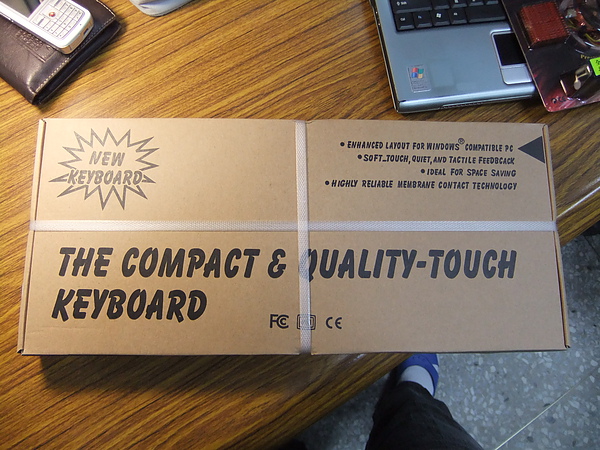 NEW
KEYBOARD
• ENHANCED LAYOUT FOR WINDOWS® COMPATIBLE PC
• SOFT_TOUCH, QUIET, AND TACTILE FEEDBCACK
• IDEAL FOR SPACE SAVING
• HIGHLY RELIABLE MEMBRANE CONTACT TECHNOLOGY
THE COMPACT & QUALITY-TOUCH
KEYBOARD
FC CE